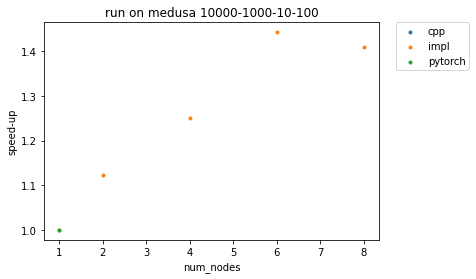 run on medusa 10000-1000-10-100
cpp
impl
pytorch
speed-up
1.4
1.3
1.2
1.1
1.0
1 2 3 4 5 6 7 8
num_nodes